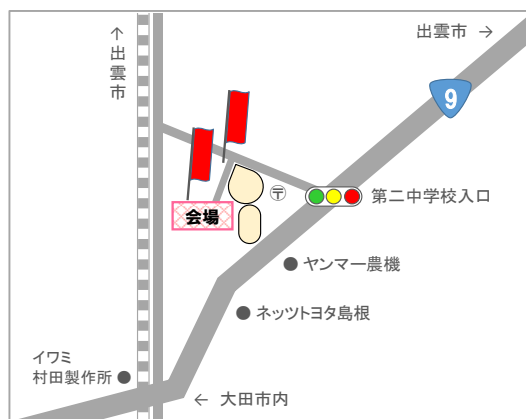 出雲市 →
↑出雲市
9
〒
第二中学校入口
会場
ヤンマー農機
ネッツトヨタ島根
イワミ
村田製作所
← 大田市内